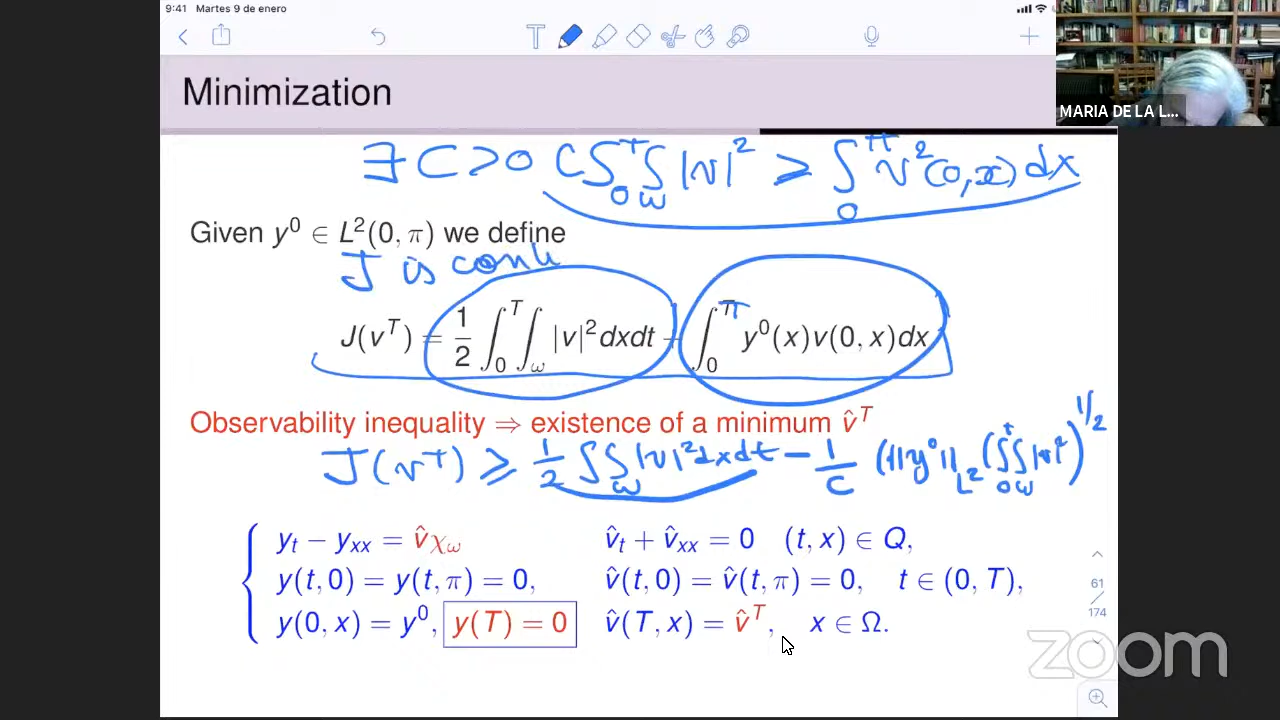 9:41 Martes 9 de enero
MARIA DE LA L...
Minimization
∃ C > 0 C∫₀ᵀ∫_ω |v|² ≥ ∫₀^π v²(0,x) dx
Given y⁰ ∈ L²(0, π) we define
J is
J(vᵀ) = 1/2 ∫₀ᵀ∫_ω |v|² dxdt + ∫₀^π y⁰(x)v(0, x)dx
Observability inequality ⇒ existence of a minimum v̂ᵀ
J(vᵀ) ≥ 1/2 ∫∫_ω |v|² dxdt − 1/C (‖y⁰‖_L² (∫₀ᵀ∫_ω |v|²)^1/2
y_t − y_xx = v̂χ_ω v̂_t + v̂_xx = 0 (t, x) ∈ Q,
y(t, 0) = y(t, π) = 0, v̂(t, 0) = v̂(t, π) = 0, t ∈ (0, T),
y(0, x) = y⁰, y(T) = 0 v̂(T, x) = v̂ᵀ, x ∈ Ω.
61
174
zoom